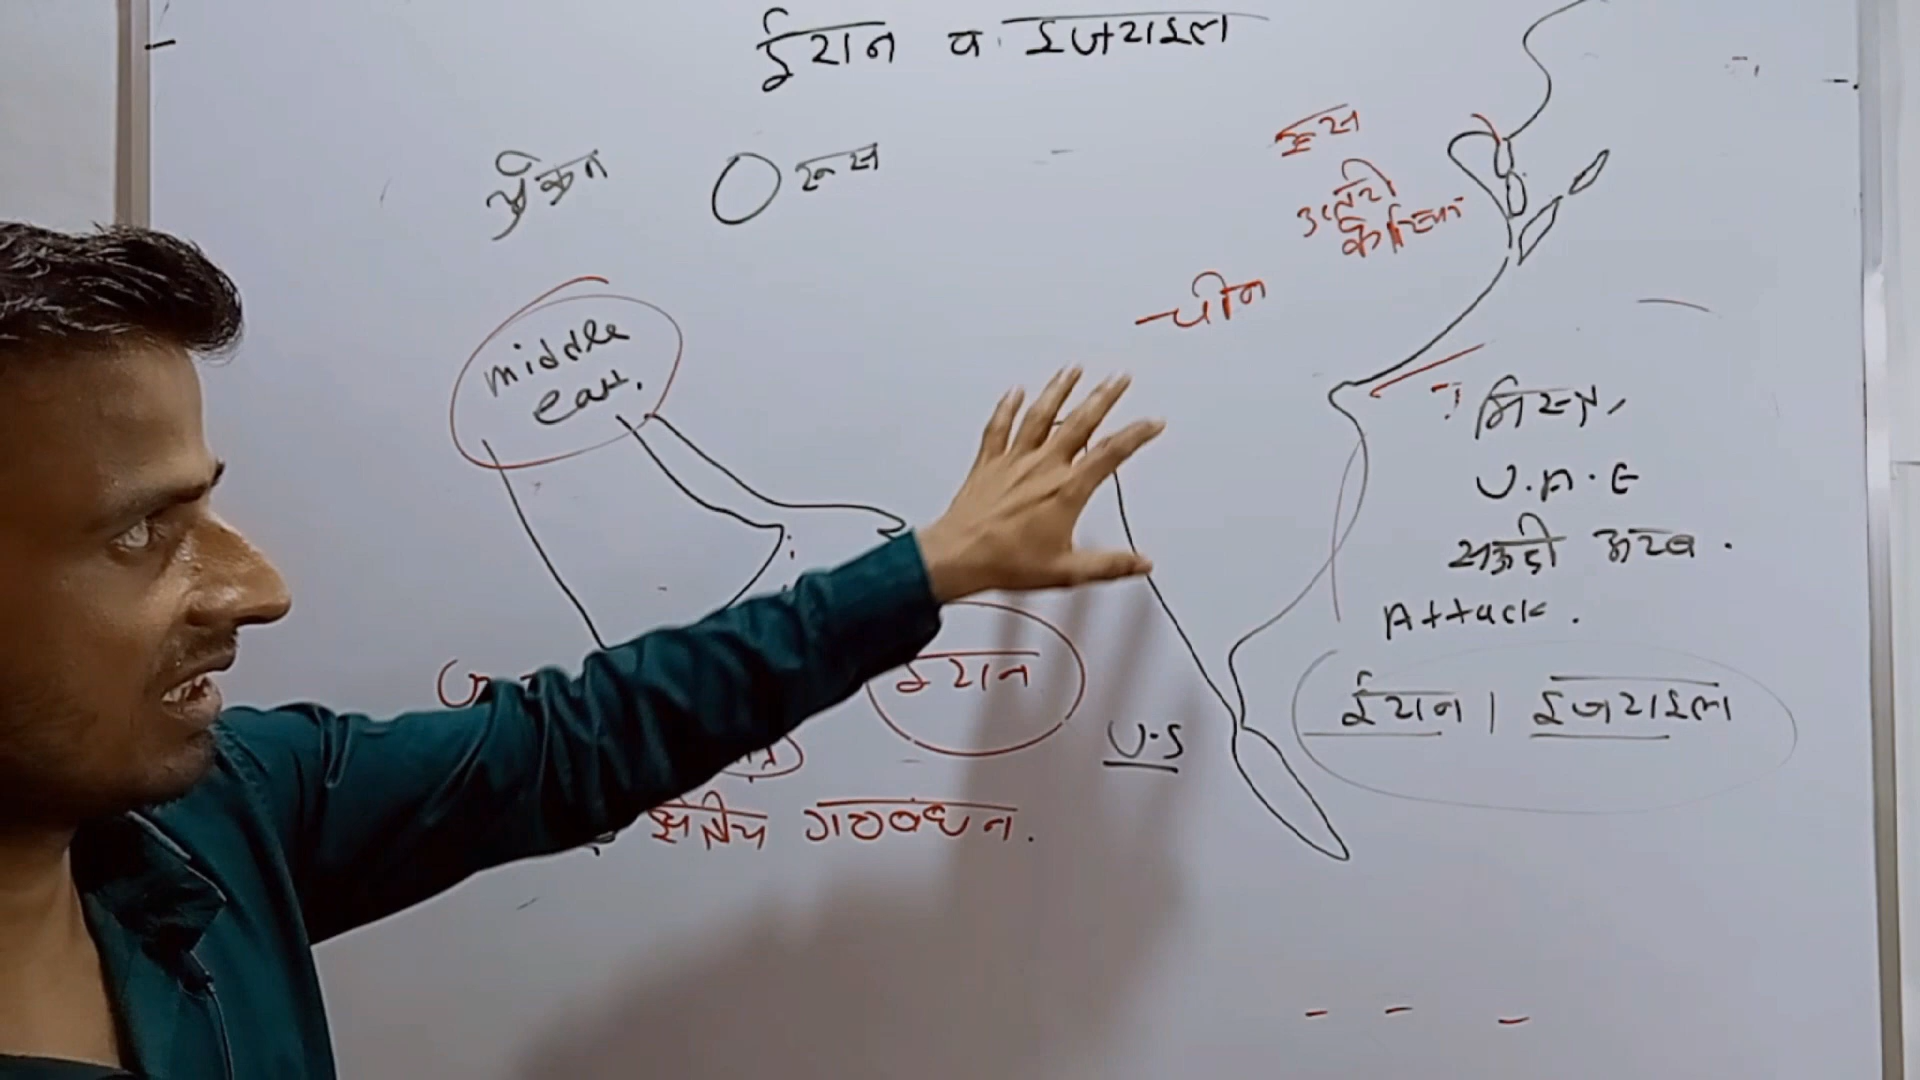 ईरान व इजराइल
युक्रेन
रूस
रूस
उत्तरी
कोरिया
चीन
middle
east.
मिस्र,
U.A.E
सऊदी अरब.
Attack.
ईरान
ईरान | इजराइल
U.S
क्षेत्रीय गठबंधन.